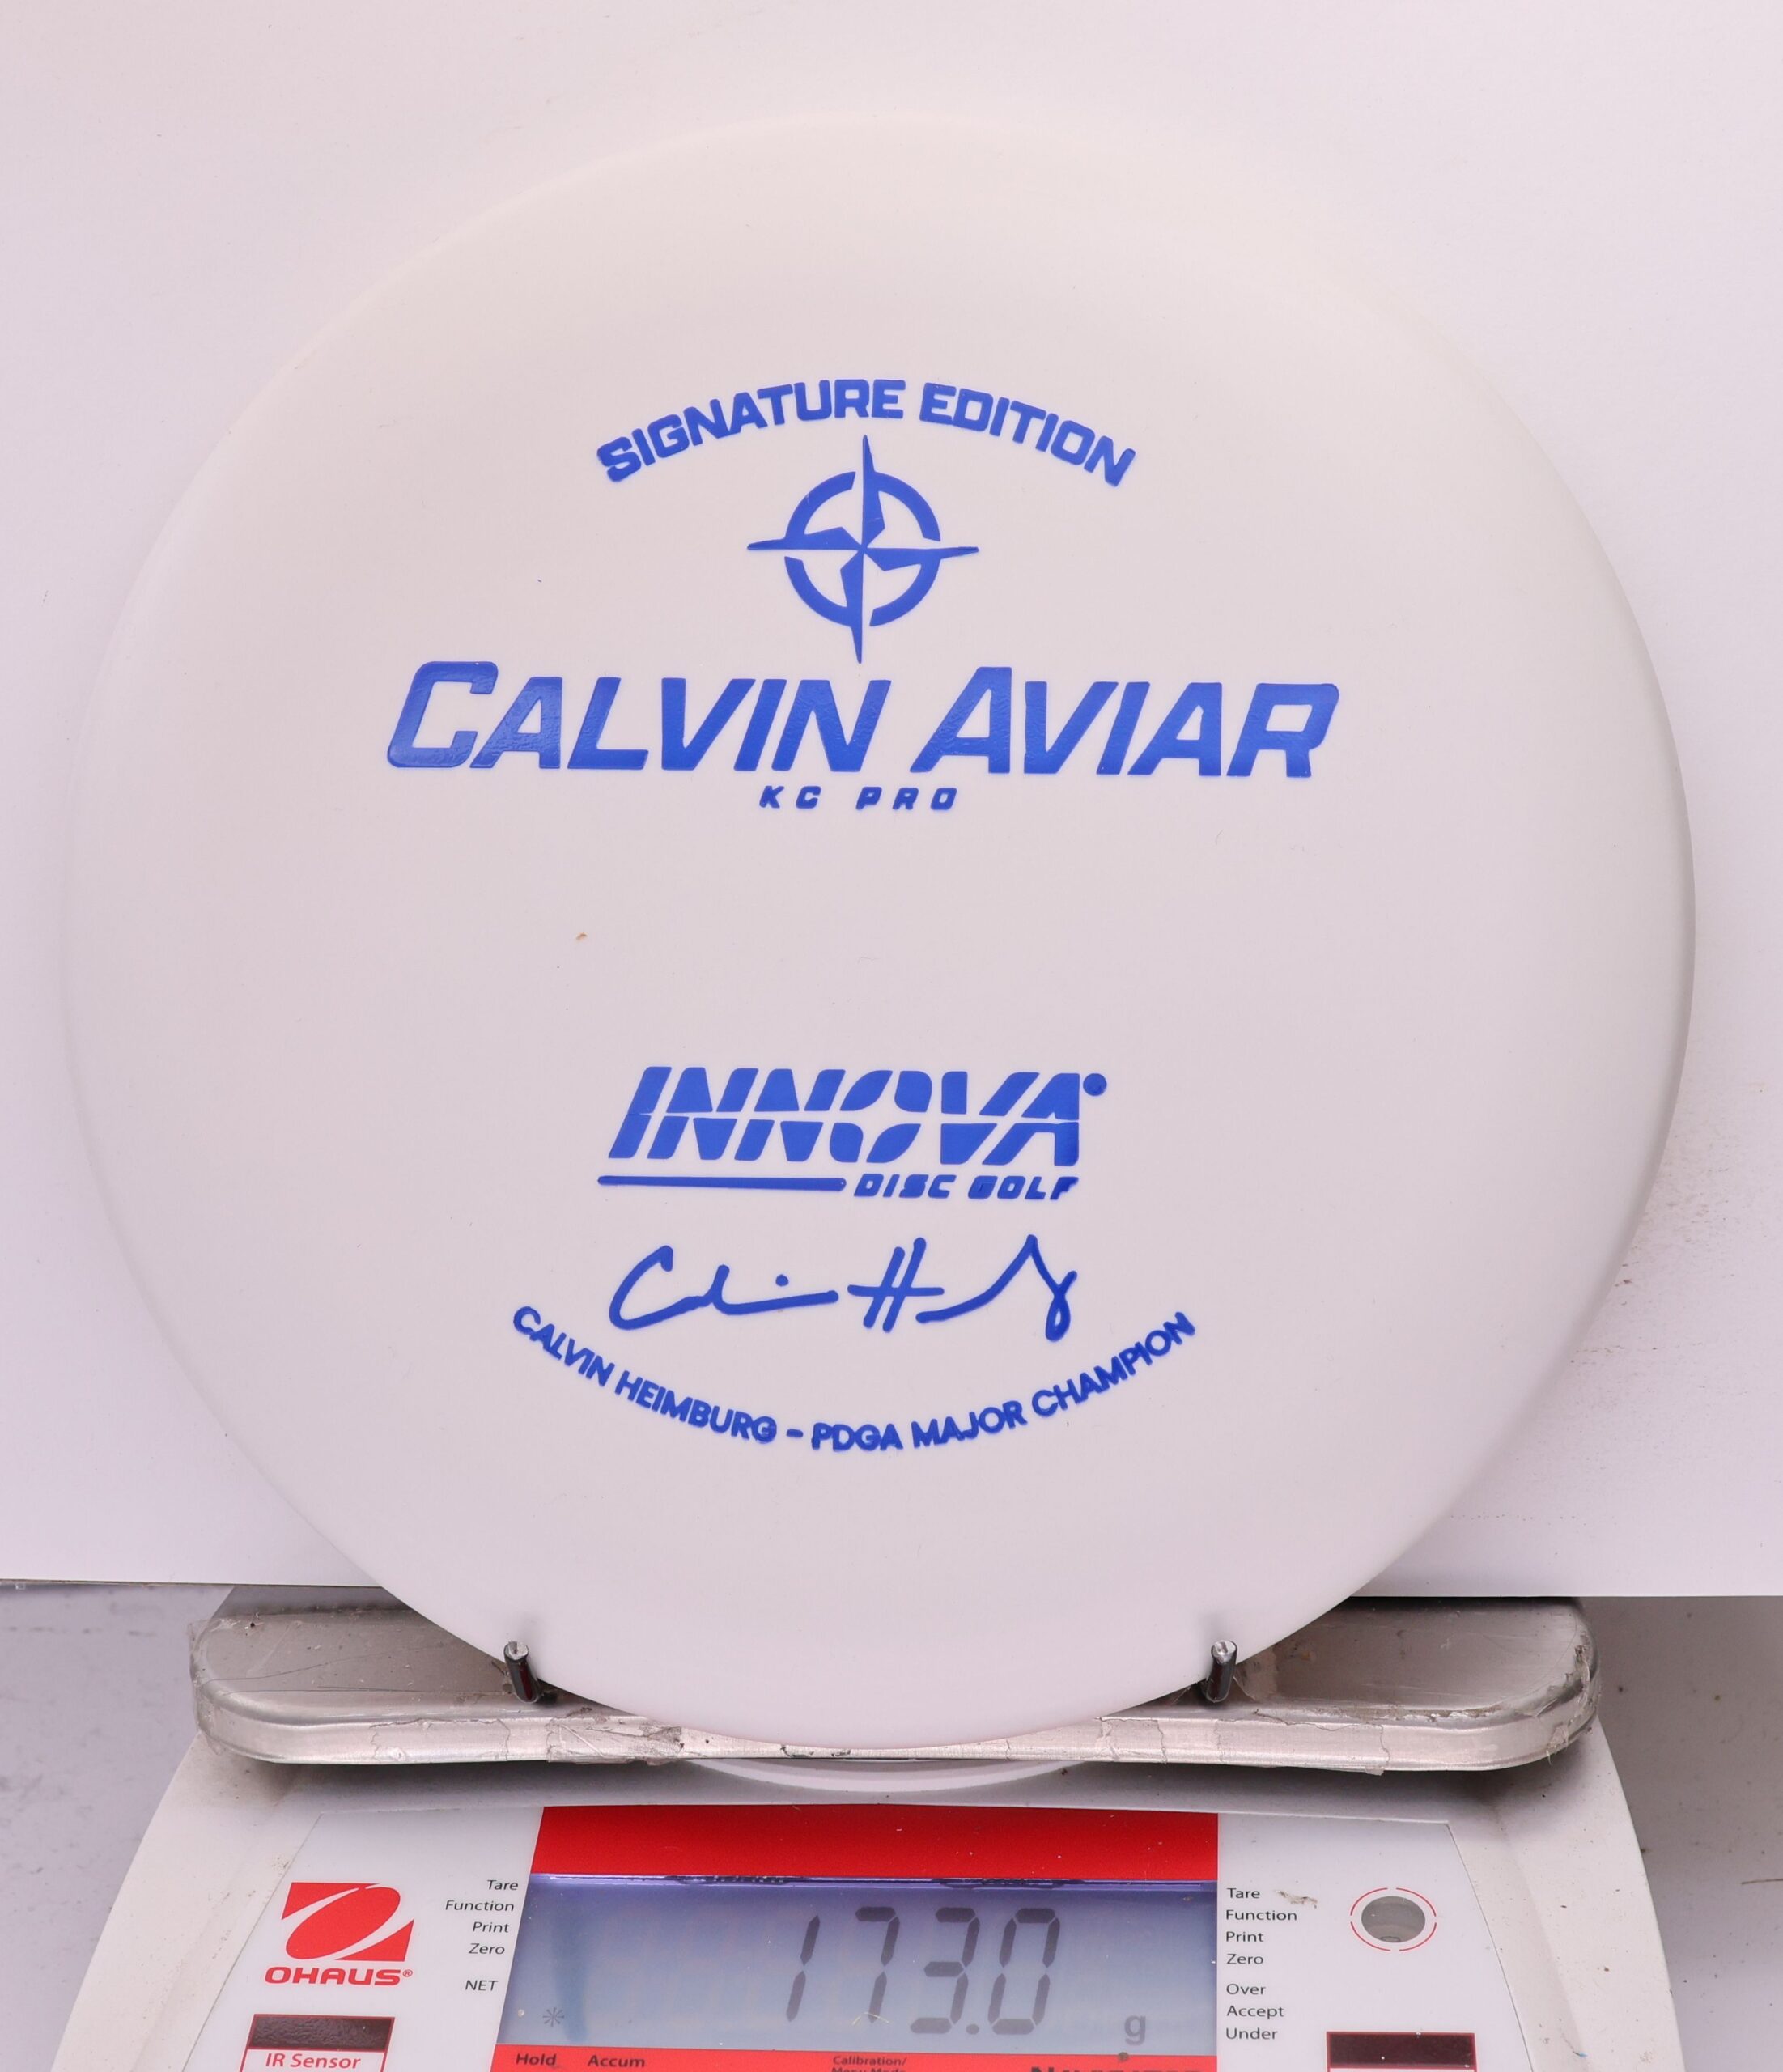 SIGNATURE EDITION
CALVIN AVIAR
KC PRO
INNOVA
DISC GOLF
CALVIN HEIMBURG - PDGA MAJOR CHAMPION
OHAUS®
Tare
Function
Print
Zero
NET
173.0 g
Tare
Function
Print
Zero
Over
Accept
Under
IR Sensor
Hold Accum
Calibration/